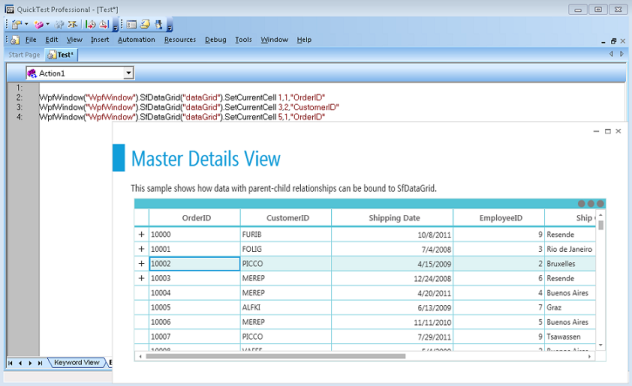 QuickTest Professional - [Test*]
File Edit View Insert Automation Resources Debug Tools Window Help
Start Page Test*
Action1
1:
2: WpfWindow("WpfWindow").SfDataGrid("dataGrid").SetCurrentCell 1,1,"OrderID"
3: WpfWindow("WpfWindow").SfDataGrid("dataGrid").SetCurrentCell 3,2,"CustomerID"
4: WpfWindow("WpfWindow").SfDataGrid("dataGrid").SetCurrentCell 5,1,"OrderID"
Master Details View
This sample shows how data with parent-child relationships can be bound to SfDataGrid.
OrderID CustomerID Shipping Date EmployeeID Ship
+ 10000 FURIB 10/8/2011 9 Resende
+ 10001 FOLIG 7/4/2008 3 Rio de Janeiro
+ 10002 PICCO 4/15/2009 2 Bruxelles
+ 10003 MEREP 12/24/2008 6 Resende
10004 MEREP 4/20/2011 4 Buenos Aires
10005 ALFKI 6/13/2009 7 Graz
10006 MEREP 11/11/2010 5 Buenos Aires
10007 PICCO 7/29/2011 9 Tsawassen
Keyword View